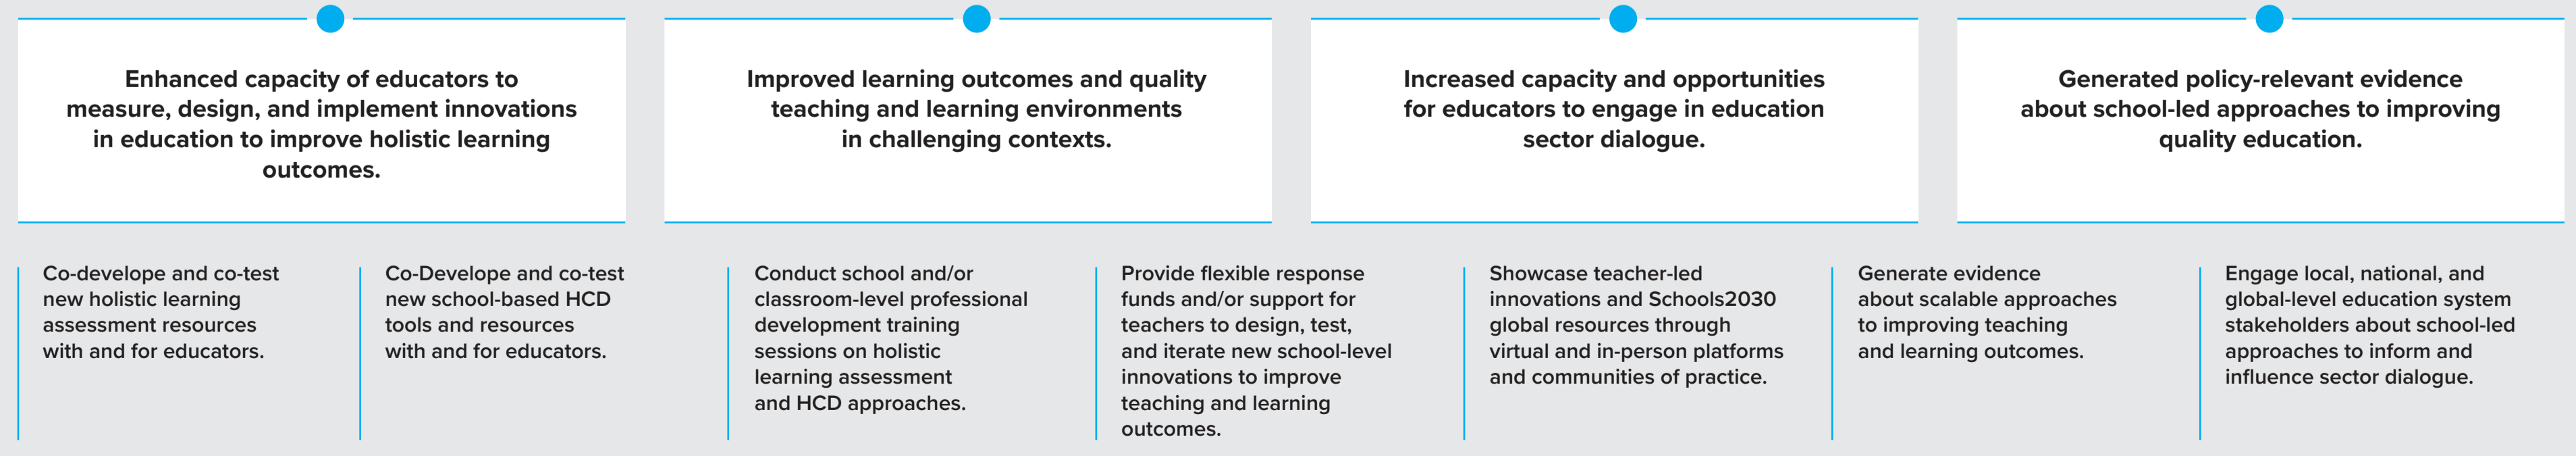 Enhanced capacity of educators to
measure, design, and implement innovations
in education to improve holistic learning
outcomes.
Improved learning outcomes and quality
teaching and learning environments
in challenging contexts.
Increased capacity and opportunities
for educators to engage in education
sector dialogue.
Generated policy-relevant evidence
about school-led approaches to improving
quality education.
Co-develope and co-test
new holistic learning
assessment resources
with and for educators.
Co-Develope and co-test
new school-based HCD
tools and resources
with and for educators.
Conduct school and/or
classroom-level professional
development training
sessions on holistic
learning assessment
and HCD approaches.
Provide flexible response
funds and/or support for
teachers to design, test,
and iterate new school-level
innovations to improve
teaching and learning
outcomes.
Showcase teacher-led
innovations and Schools2030
global resources through
virtual and in-person platforms
and communities of practice.
Generate evidence
about scalable approaches
to improving teaching
and learning outcomes.
Engage local, national, and
global-level education system
stakeholders about school-led
approaches to inform and
influence sector dialogue.